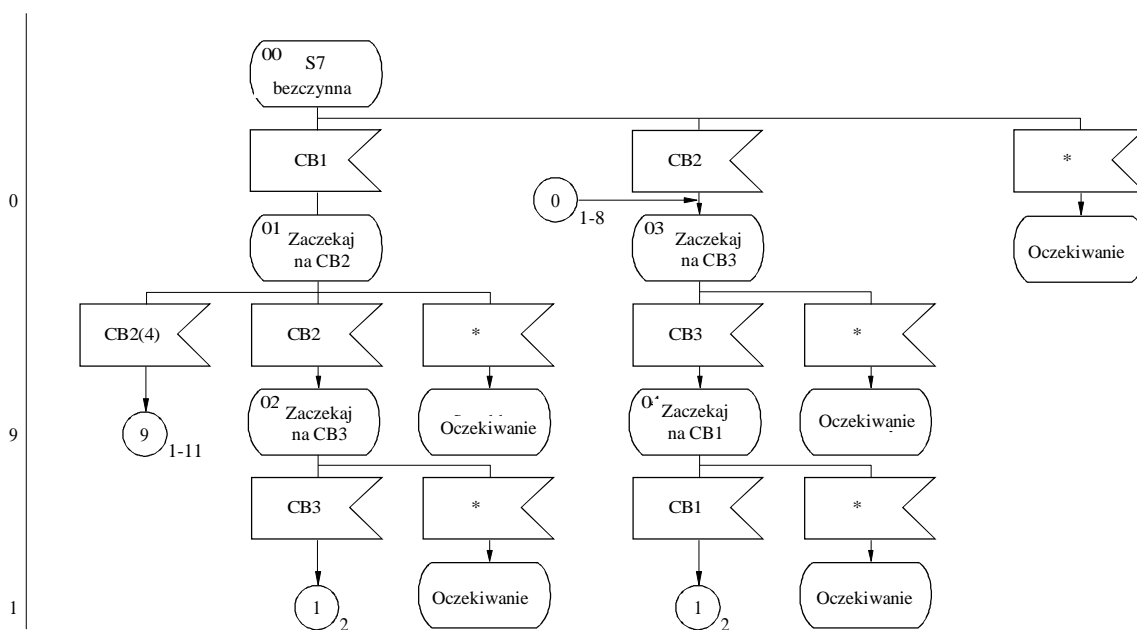 00
S7
bezczynna
CB1
CB2
*
0
0
1-8
01
Zaczekaj
na CB2
03
Zaczekaj
na CB3
Oczekiwanie
CB2(4)
CB2
*
CB3
*
9
9
1-11
02
Zaczekaj
na CB3
Oczekiwanie
04
Zaczekaj
na CB1
Oczekiwanie
CB3
*
CB1
*
1
1
2
Oczekiwanie
1
2
Oczekiwanie